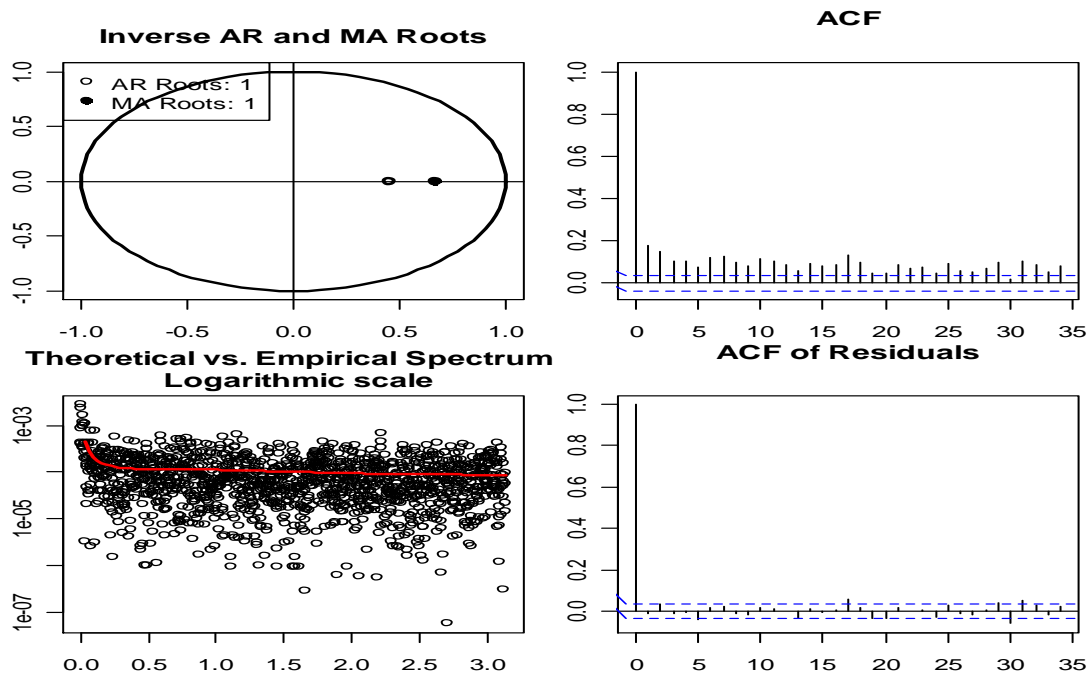 Inverse AR and MA Roots
AR Roots: 1
MA Roots: 1
1.0
0.5
0.0
-0.5
-1.0
-1.0 -0.5 0.0 0.5 1.0
ACF
1.0
0.8
0.6
0.4
0.2
0.0
0 5 10 15 20 25 30 35
Theoretical vs. Empirical Spectrum
Logarithmic scale
1e-03
1e-05
1e-07
0.0 0.5 1.0 1.5 2.0 2.5 3.0
ACF of Residuals
1.0
0.8
0.6
0.4
0.2
0.0
0 5 10 15 20 25 30 35